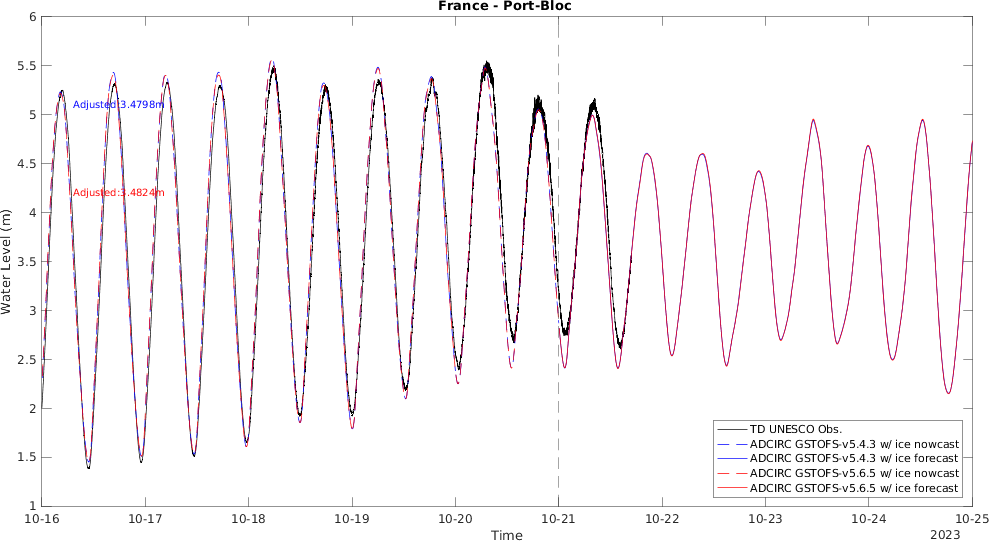 France - Port-Bloc
6
5.5
5
4.5
4
3.5
3
2.5
2
1.5
1
Water Level (m)
Adjusted:3.4798m
Adjusted:3.4824m
TD UNESCO Obs.
ADCIRC GSTOFS-v5.4.3 w/ ice nowcast
ADCIRC GSTOFS-v5.4.3 w/ ice forecast
ADCIRC GSTOFS-v5.6.5 w/ ice nowcast
ADCIRC GSTOFS-v5.6.5 w/ ice forecast
10-16 10-17 10-18 10-19 10-20 10-21 10-22 10-23 10-24 10-25
Time
2023